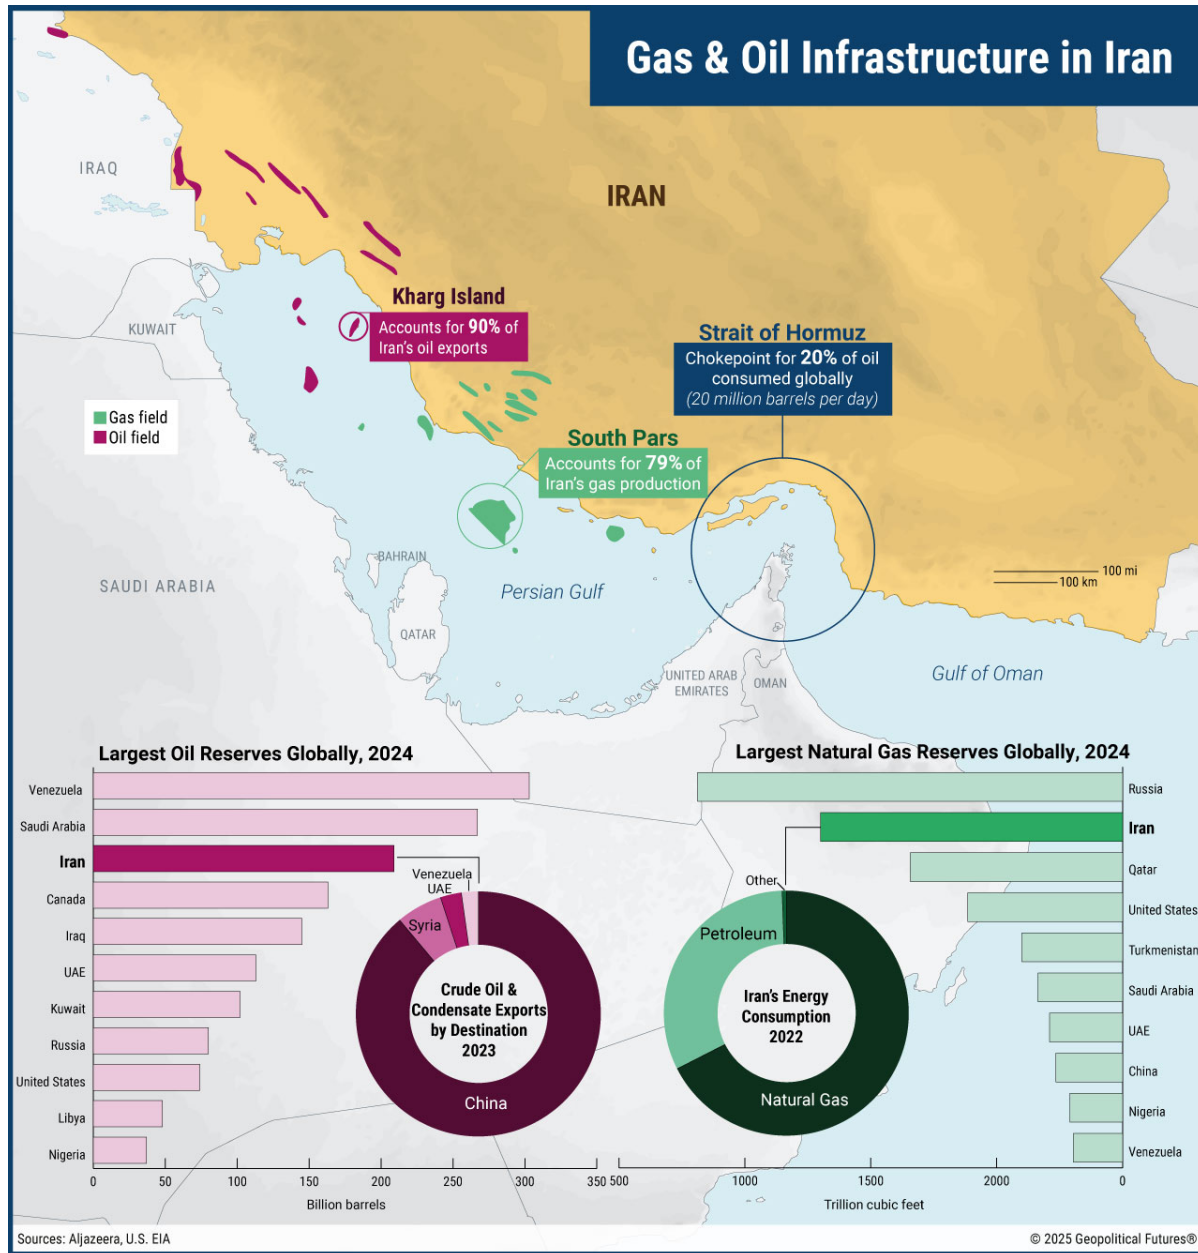 Gas & Oil Infrastructure in Iran
IRAQ
IRAN
Kharg Island
Accounts for 90% of
Iran's oil exports
KUWAIT
Strait of Hormuz
Chokepoint for 20% of oil
consumed globally
(20 million barrels per day)
Gas field
Oil field
South Pars
Accounts for 79% of
Iran's gas production
BAHRAIN
SAUDI ARABIA
Persian Gulf
100 mi
100 km
QATAR
UNITED ARAB
EMIRATES
OMAN
Gulf of Oman
Largest Oil Reserves Globally, 2024
Venezuela
Saudi Arabia
Iran
Canada
Iraq
UAE
Kuwait
Russia
United States
Libya
Nigeria
0 50 100 150 200 250 300 350
Billion barrels
Venezuela
UAE
Syria
Crude Oil &
Condensate Exports
by Destination
2023
China
Largest Natural Gas Reserves Globally, 2024
Russia
Iran
Qatar
United States
Turkmenistan
Saudi Arabia
UAE
China
Nigeria
Venezuela
500 1000 1500 2000 0
Trillion cubic feet
Other
Petroleum
Iran's Energy
Consumption
2022
Natural Gas
Sources: Aljazeera, U.S. EIA
© 2025 Geopolitical Futures®